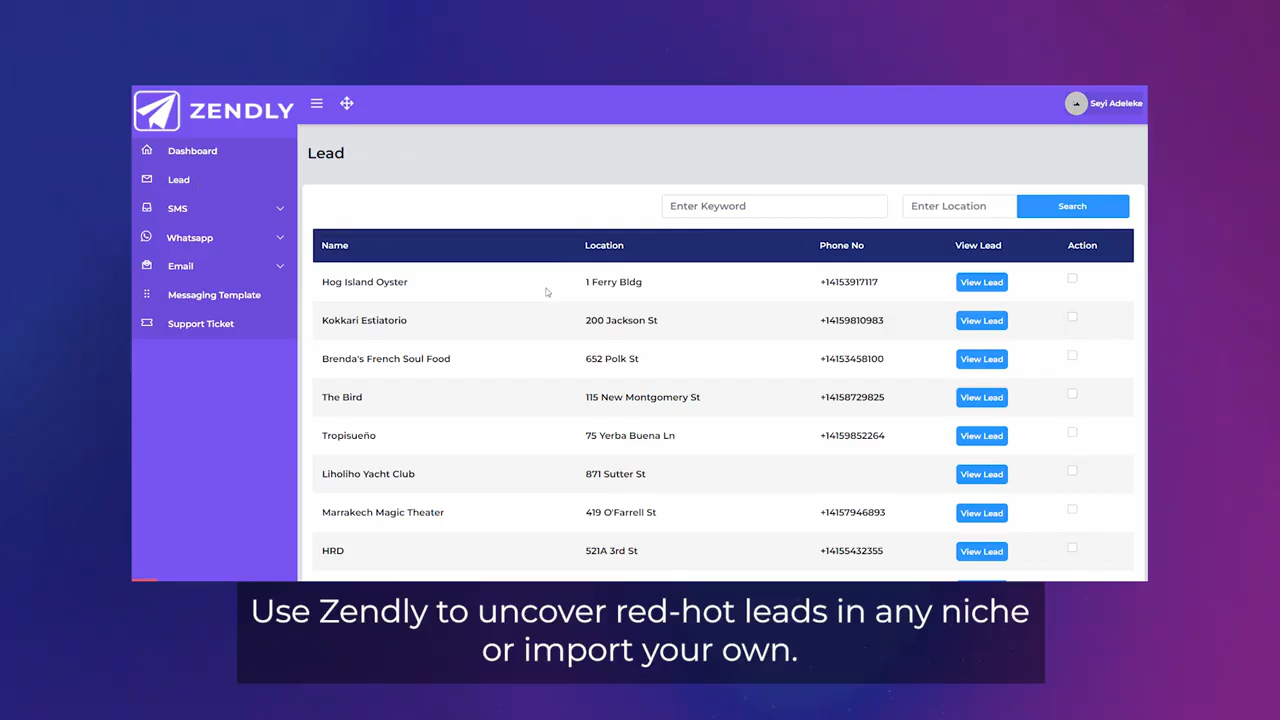 ZENDLY
Seyi Adeleke
Dashboard
Lead
SMS
Whatsapp
Email
Messaging Template
Support Ticket
Lead
Enter Keyword Enter Location Search
Name Location Phone No View Lead Action
Hog Island Oyster 1 Ferry Bldg +14153917117 View Lead
Kokkari Estiatorio 200 Jackson St +14159810983 View Lead
Brenda's French Soul Food 652 Polk St +14153458100 View Lead
The Bird 115 New Montgomery St +14158729825 View Lead
Tropisueño 75 Yerba Buena Ln +14159852264 View Lead
Liholiho Yacht Club 871 Sutter St View Lead
Marrakech Magic Theater 419 O'Farrell St +14157946893 View Lead
HRD 521A 3rd St +14155432355 View Lead
Use Zendly to uncover red-hot leads in any niche
or import your own.